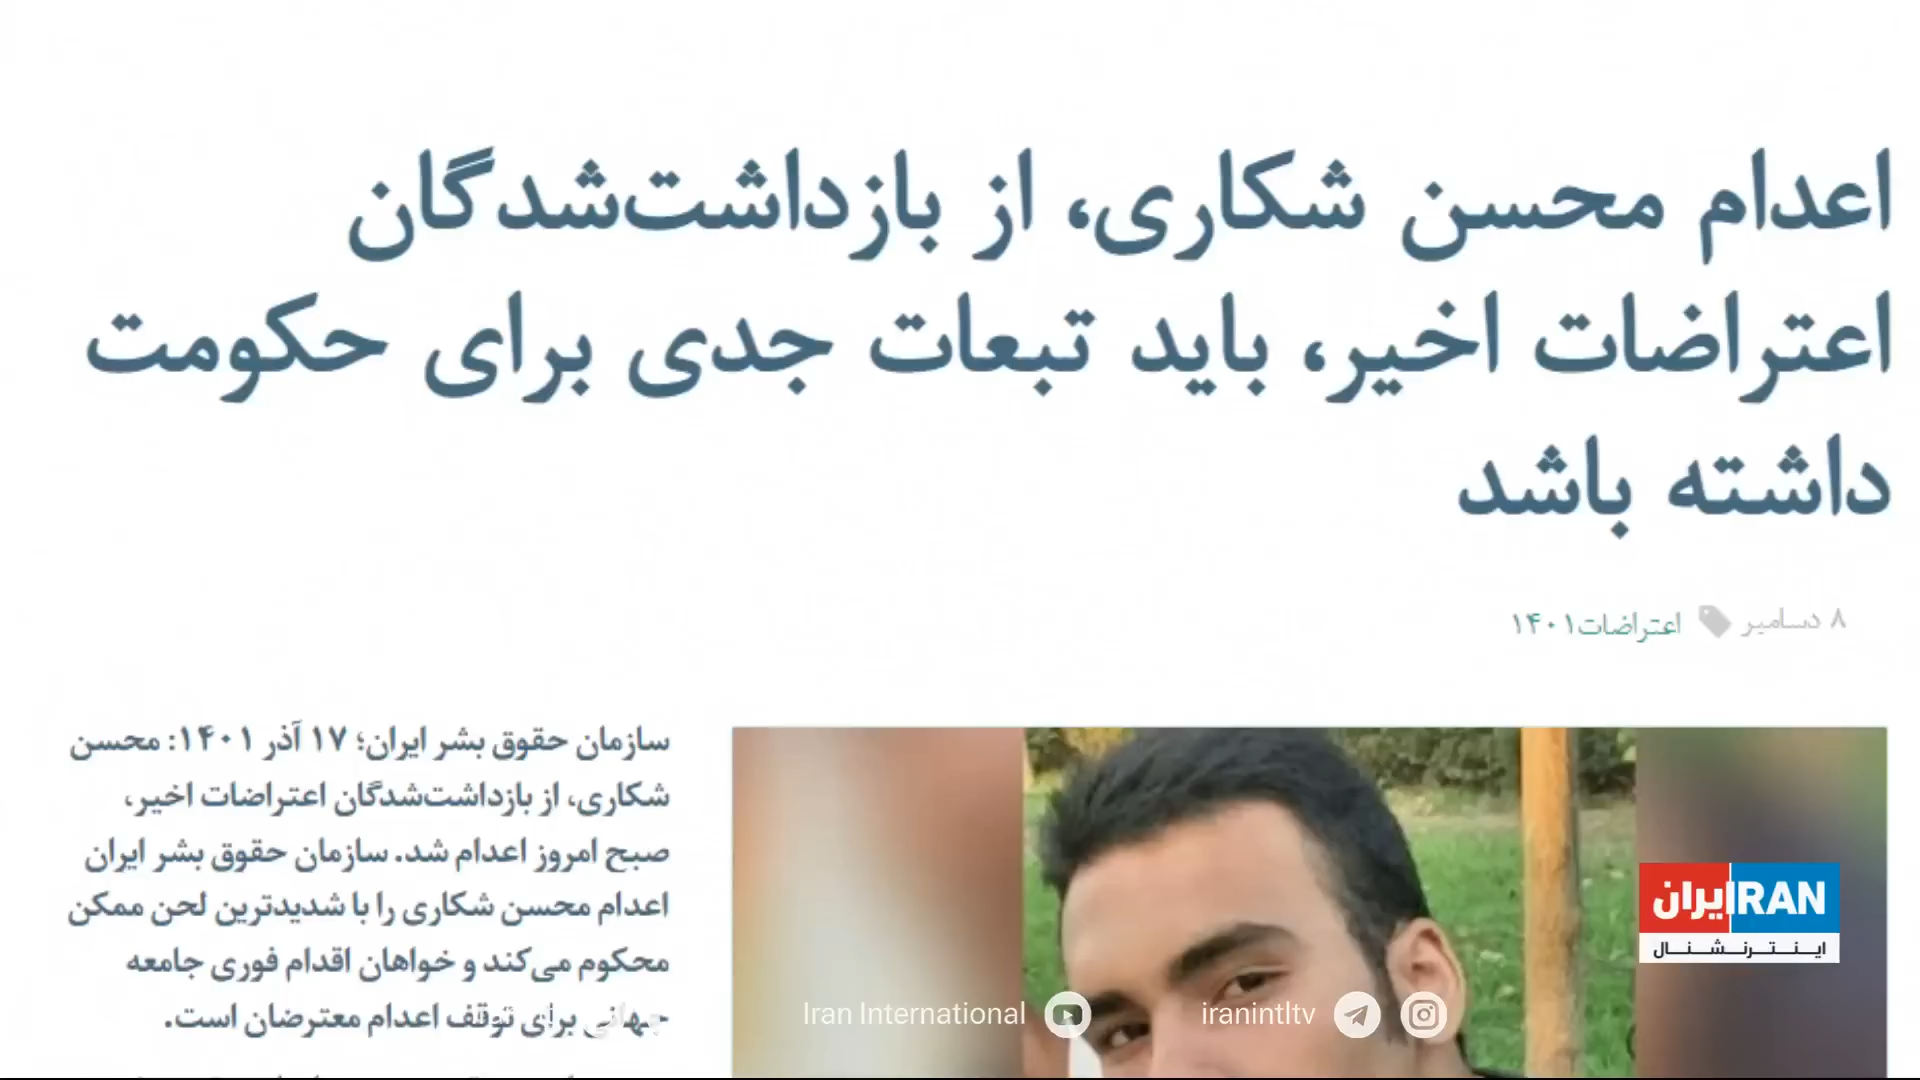 اعدام محسن شکاری، از بازداشت‌شدگان
اعتراضات اخیر، باید تبعات جدی برای حکومت
داشته باشد
۸ دسامبر
اعتراضات۱۴۰۱
سازمان حقوق بشر ایران؛ ۱۷ آذر ۱۴۰۱: محسن
شکاری، از بازداشت‌شدگان اعتراضات اخیر،
صبح امروز اعدام شد. سازمان حقوق بشر ایران
اعدام محسن شکاری را با شدیدترین لحن ممکن
محکوم می‌کند و خواهان اقدام فوری جامعه
جهانی برای توقف اعدام معترضان است.
ایران IRAN
اینترنشنال
Iran International
iranintltv